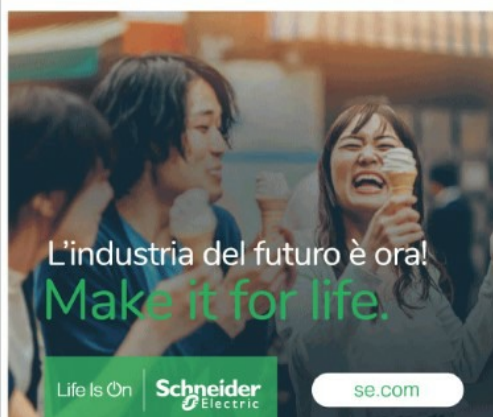 L'industria del futuro è ora!
Make it for life.
Life Is On
Schneider
Electric
se.com